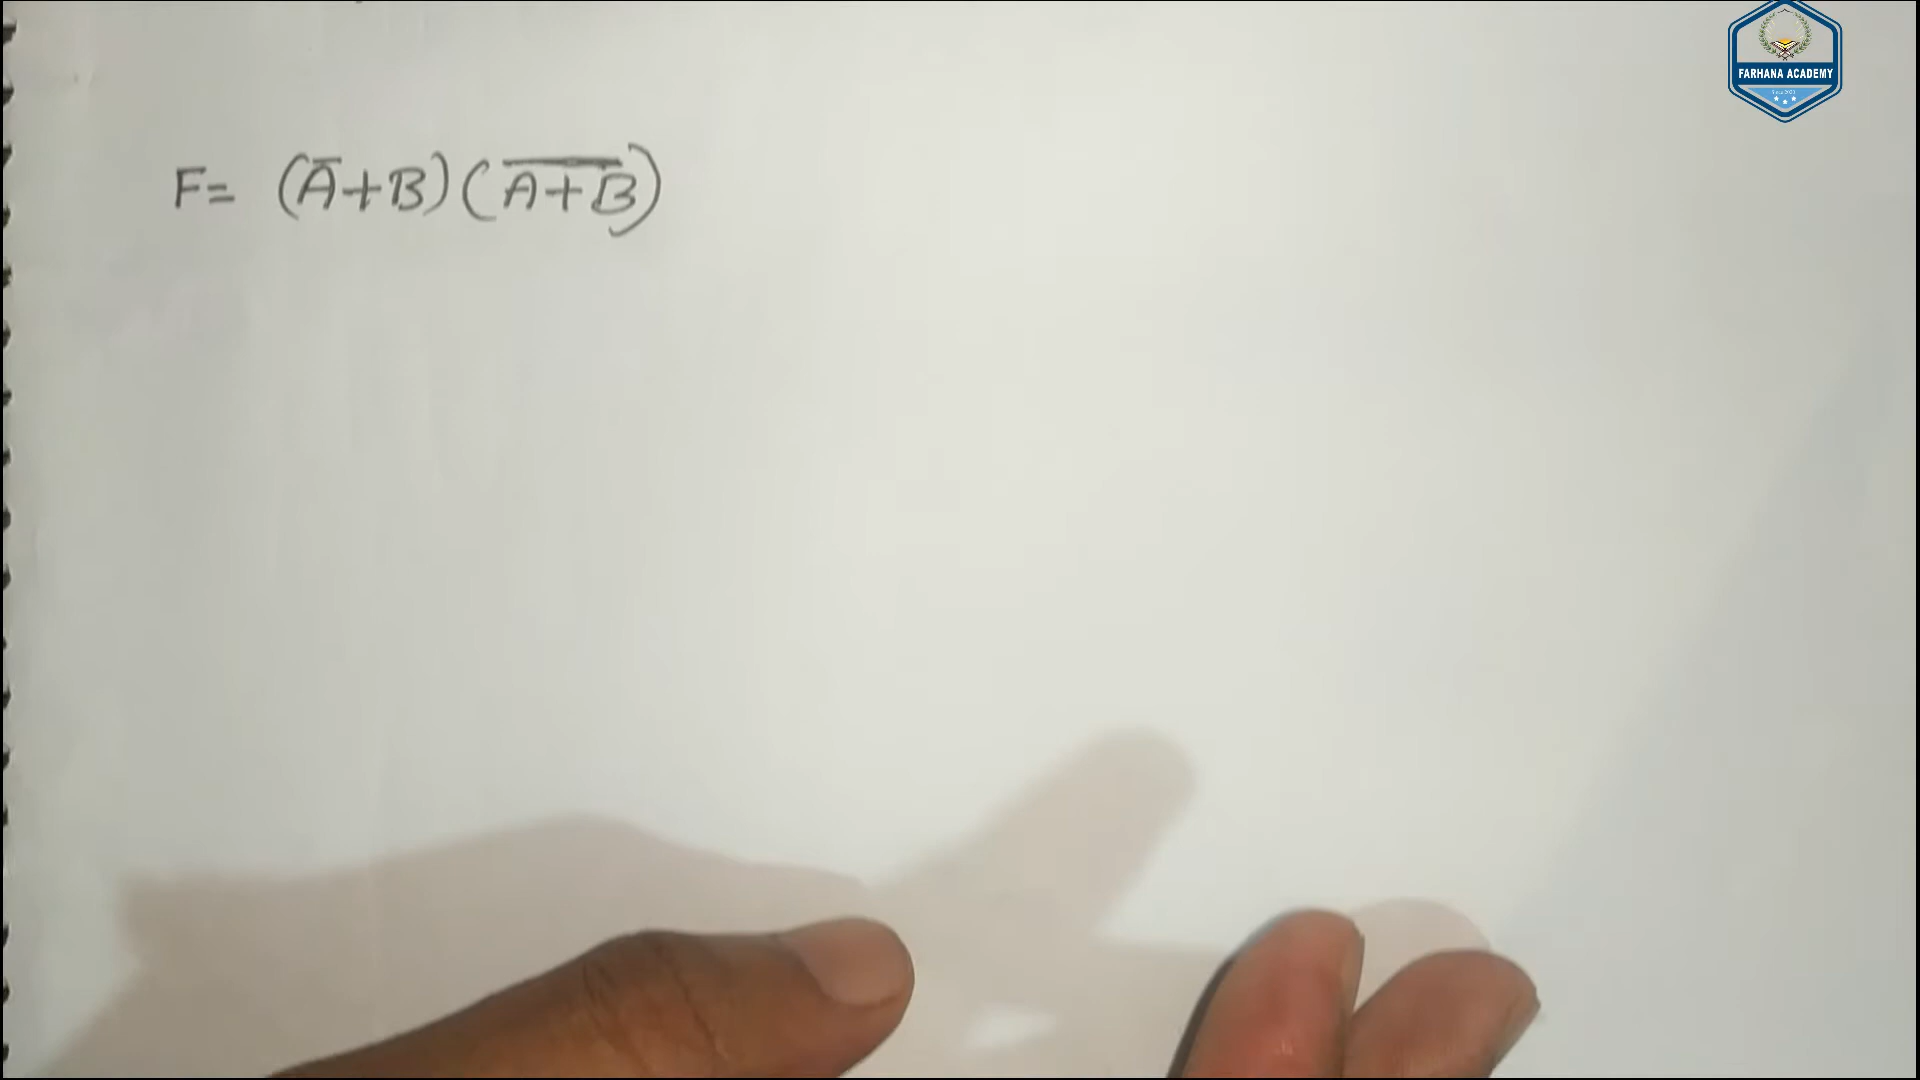 F= (A̅+B)(A̅+̅B̅)
FARHANA ACADEMY